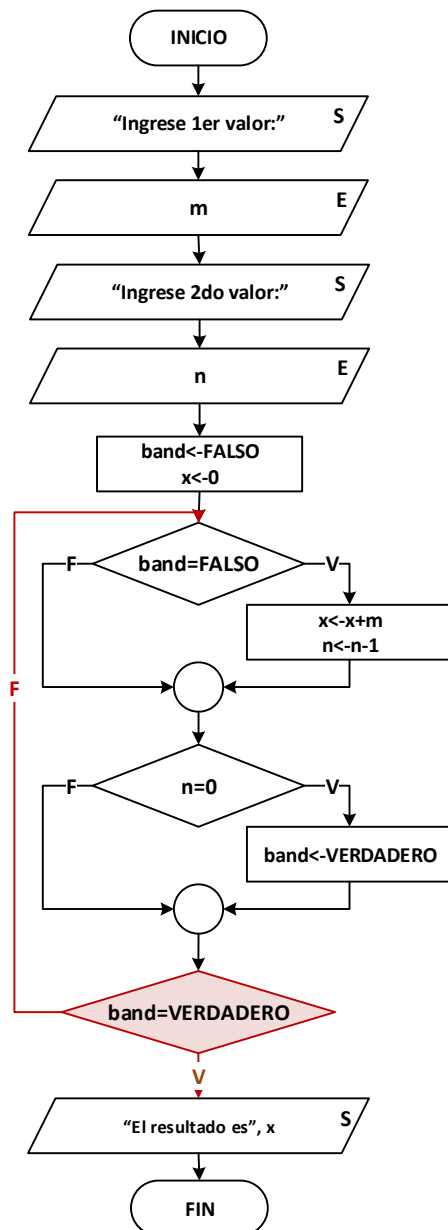 INICIO
“Ingrese 1er valor:” S
m E
“Ingrese 2do valor:” S
n E
band<-FALSO
x<-0
F band=FALSO V
x<-x+m
n<-n-1
F
F n=0 V
band<-VERDADERO
band=VERDADERO
V
“El resultado es”, x S
FIN